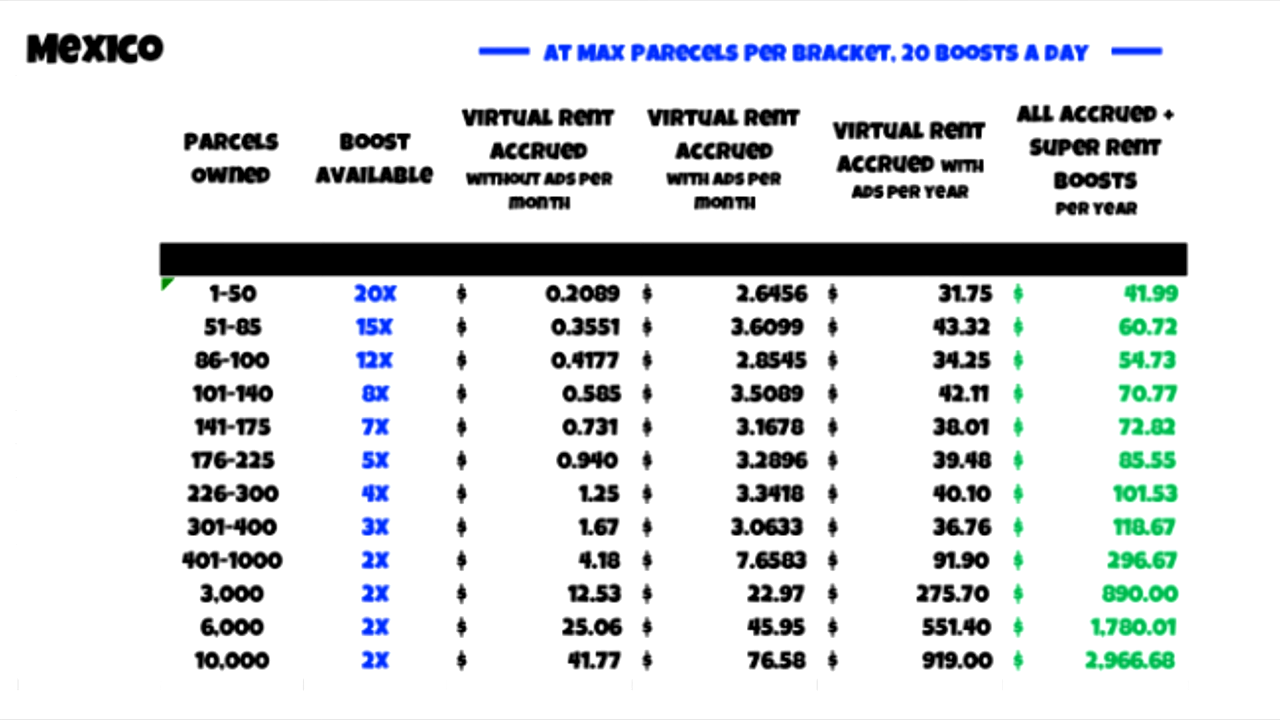 Mexico
AT MAX PARECELS PER BRACKET, 20 BOOSTS A DAY
PARCELS OWNED
BOOST AVAILABLE
VIRTUAL RENT ACCRUED WITHOUT ADS PER MONTH
VIRTUAL RENT ACCRUED WITH ADS PER MONTH
VIRTUAL RENT ACCRUED WITH ADS PER YEAR
ALL ACCRUED + SUPER RENT BOOSTS PER YEAR
1-50 20X $ 0.2089 $ 2.6456 $ 31.75 $ 41.99
51-85 15X $ 0.3551 $ 3.6099 $ 43.32 $ 60.72
86-100 12X $ 0.4177 $ 2.8545 $ 34.25 $ 54.73
101-140 8X $ 0.585 $ 3.5089 $ 42.11 $ 70.77
141-175 7X $ 0.731 $ 3.1678 $ 38.01 $ 72.82
176-225 5X $ 0.940 $ 3.2896 $ 39.48 $ 85.55
226-300 4X $ 1.25 $ 3.3418 $ 40.10 $ 101.53
301-400 3X $ 1.67 $ 3.0633 $ 36.76 $ 118.67
401-1000 2X $ 4.18 $ 7.6583 $ 91.90 $ 296.67
3,000 2X $ 12.53 $ 22.97 $ 275.70 $ 890.00
6,000 2X $ 25.06 $ 45.95 $ 551.40 $ 1,780.01
10,000 2X $ 41.77 $ 76.58 $ 919.00 $ 2,966.68